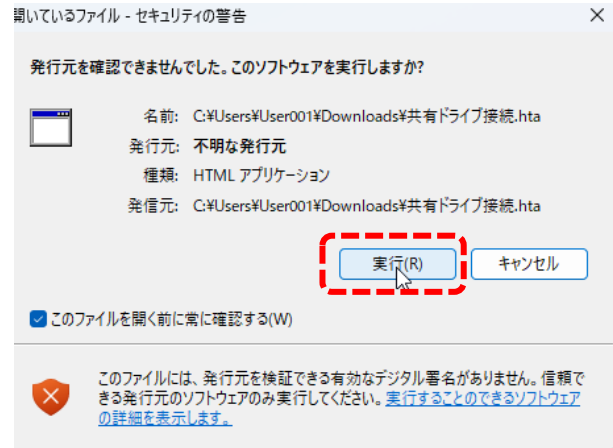 開いているファイル - セキュリティの警告
発行元を確認できませんでした。このソフトウェアを実行しますか?
名前: C:¥Users¥User001¥Downloads¥共有ドライブ接続.hta
発行元: 不明な発行元
種類: HTML アプリケーション
発信元: C:¥Users¥User001¥Downloads¥共有ドライブ接続.hta
実行(R) キャンセル
このファイルを開く前に常に確認する(W)
このファイルには、発行元を検証できる有効なデジタル署名がありません。信頼で
きる発行元のソフトウェアのみ実行してください。実行することのできるソフトウェア
の詳細を表示します。